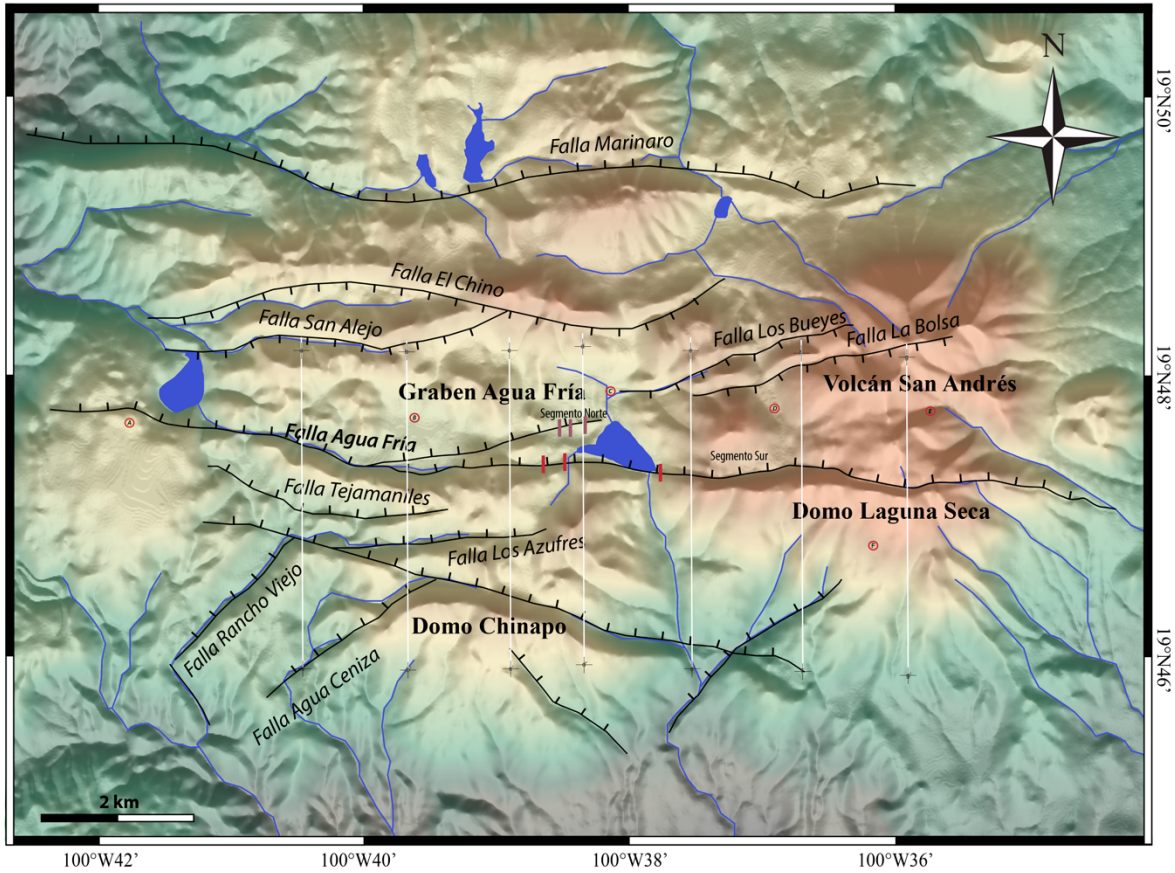 N
19°N50'
Falla Marinaro
Falla El Chino
Falla San Alejo
Falla Los Bueyes
Falla La Bolsa
19°N48'
Graben Agua Fría
Volcán San Andrés
C
D
E
A
B
Segmento Norte
Falla Agua Fría
Segmento Sur
Falla Tejamaniles
Domo Laguna Seca
F
Falla Los Azufres
Falla Rancho Viejo
Domo Chinapo
19°N46'
Falla Agua Ceniza
2 km
100°W42'
100°W40'
100°W38'
100°W36'